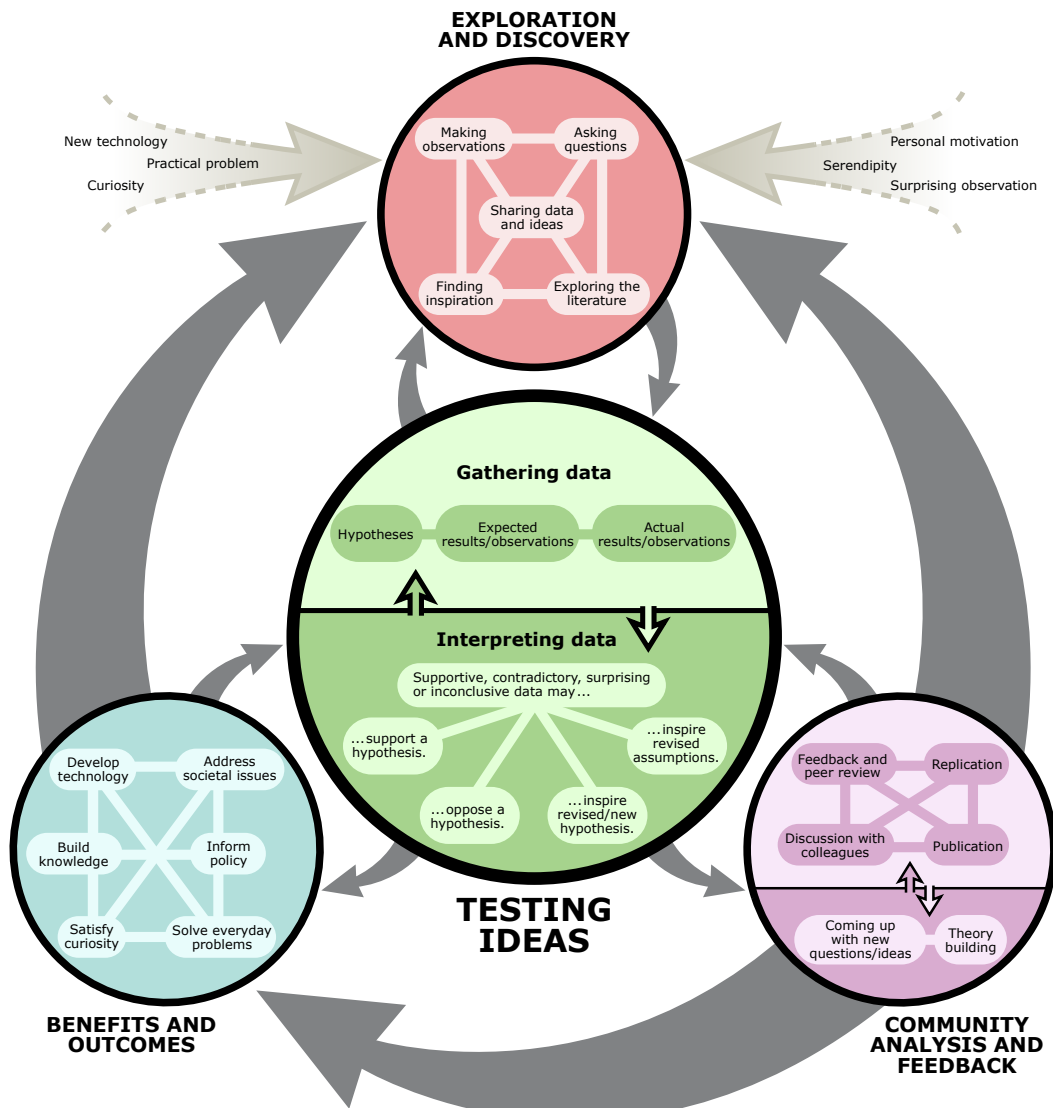 EXPLORATION
AND DISCOVERY
New technology
Practical problem
Curiosity
Personal motivation
Serendipity
Surprising observation
Making
observations
Asking
questions
Sharing data
and ideas
Finding
inspiration
Exploring the
literature
Gathering data
Hypotheses
Expected
results/observations
Actual
results/observations
Interpreting data
Supportive, contradictory, surprising
or inconclusive data may...
...support a
hypothesis.
...oppose a
hypothesis.
...inspire
revised/new
hypothesis.
...inspire
revised
assumptions.
TESTING
IDEAS
Develop
technology
Address
societal issues
Build
knowledge
Inform
policy
Satisfy
curiosity
Solve everyday
problems
BENEFITS AND
OUTCOMES
Feedback and
peer review
Replication
Discussion with
colleagues
Publication
Coming up
with new
questions/ideas
Theory
building
COMMUNITY
ANALYSIS AND
FEEDBACK